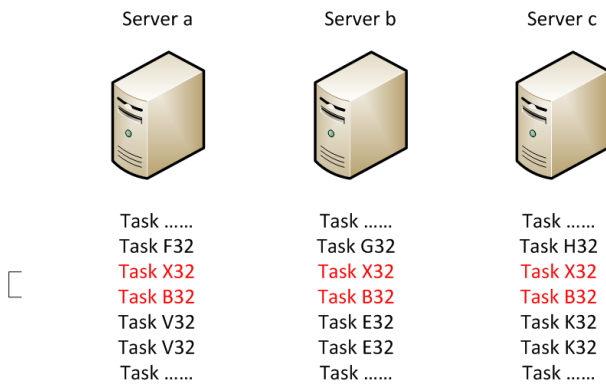 Server a Server b Server c
Task ...... Task ...... Task ......
Task F32 Task G32 Task H32
Task X32 Task X32 Task X32
Task B32 Task B32 Task B32
Task V32 Task E32 Task K32
Task V32 Task E32 Task K32
Task ...... Task ...... Task ......